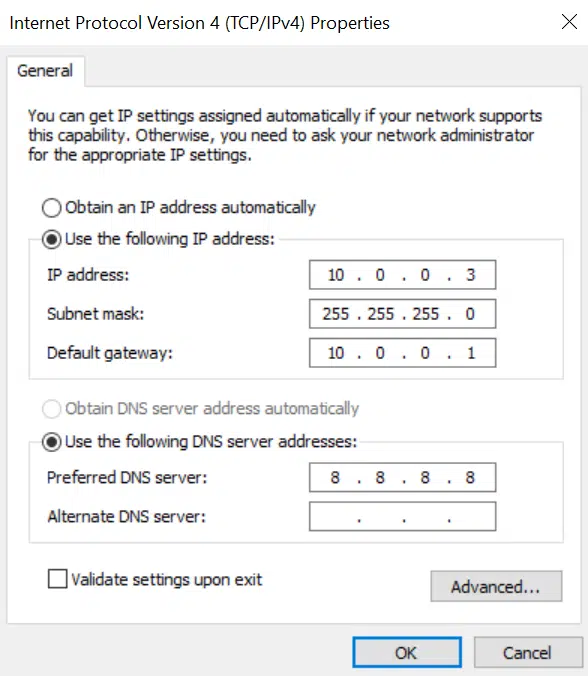 Internet Protocol Version 4 (TCP/IPv4) Properties
General
You can get IP settings assigned automatically if your network supports
this capability. Otherwise, you need to ask your network administrator
for the appropriate IP settings.
Obtain an IP address automatically
Use the following IP address:
IP address: 10 . 0 . 0 . 3
Subnet mask: 255 . 255 . 255 . 0
Default gateway: 10 . 0 . 0 . 1
Obtain DNS server address automatically
Use the following DNS server addresses:
Preferred DNS server: 8 . 8 . 8 . 8
Alternate DNS server: . . .
Validate settings upon exit
Advanced...
OK Cancel